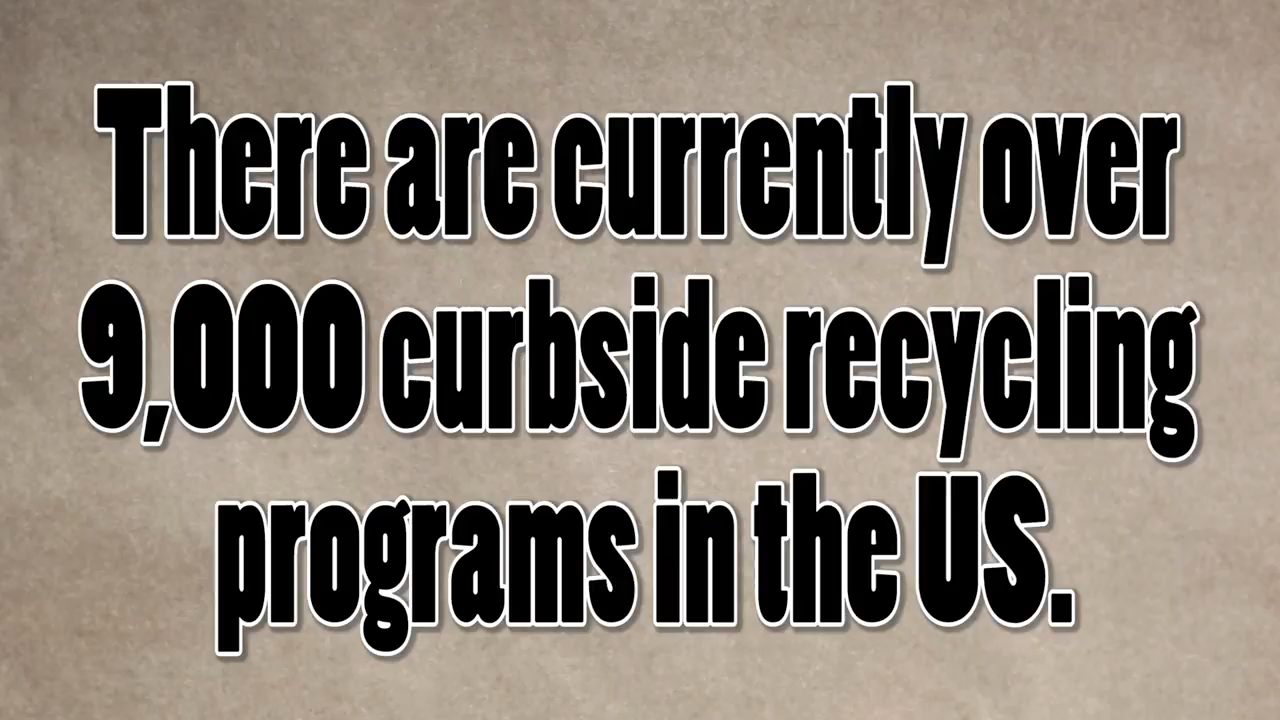 There are currently over
9,000 curbside recycling
programs in the US.